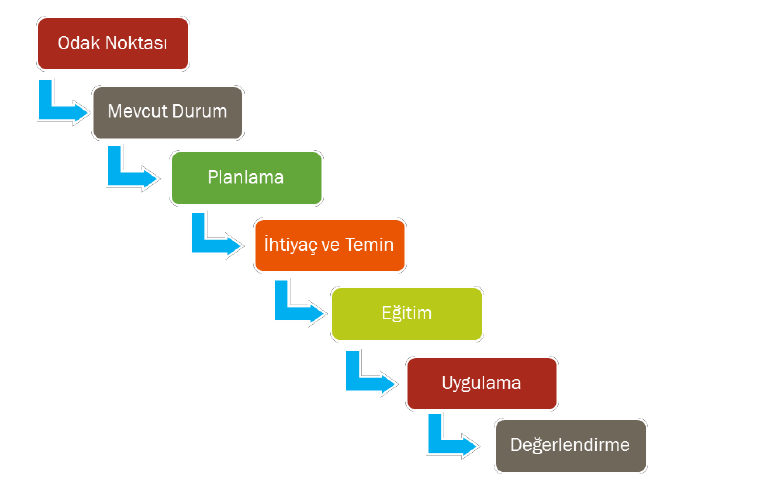 Odak Noktası
Mevcut Durum
Planlama
İhtiyaç ve Temin
Eğitim
Uygulama
Değerlendirme